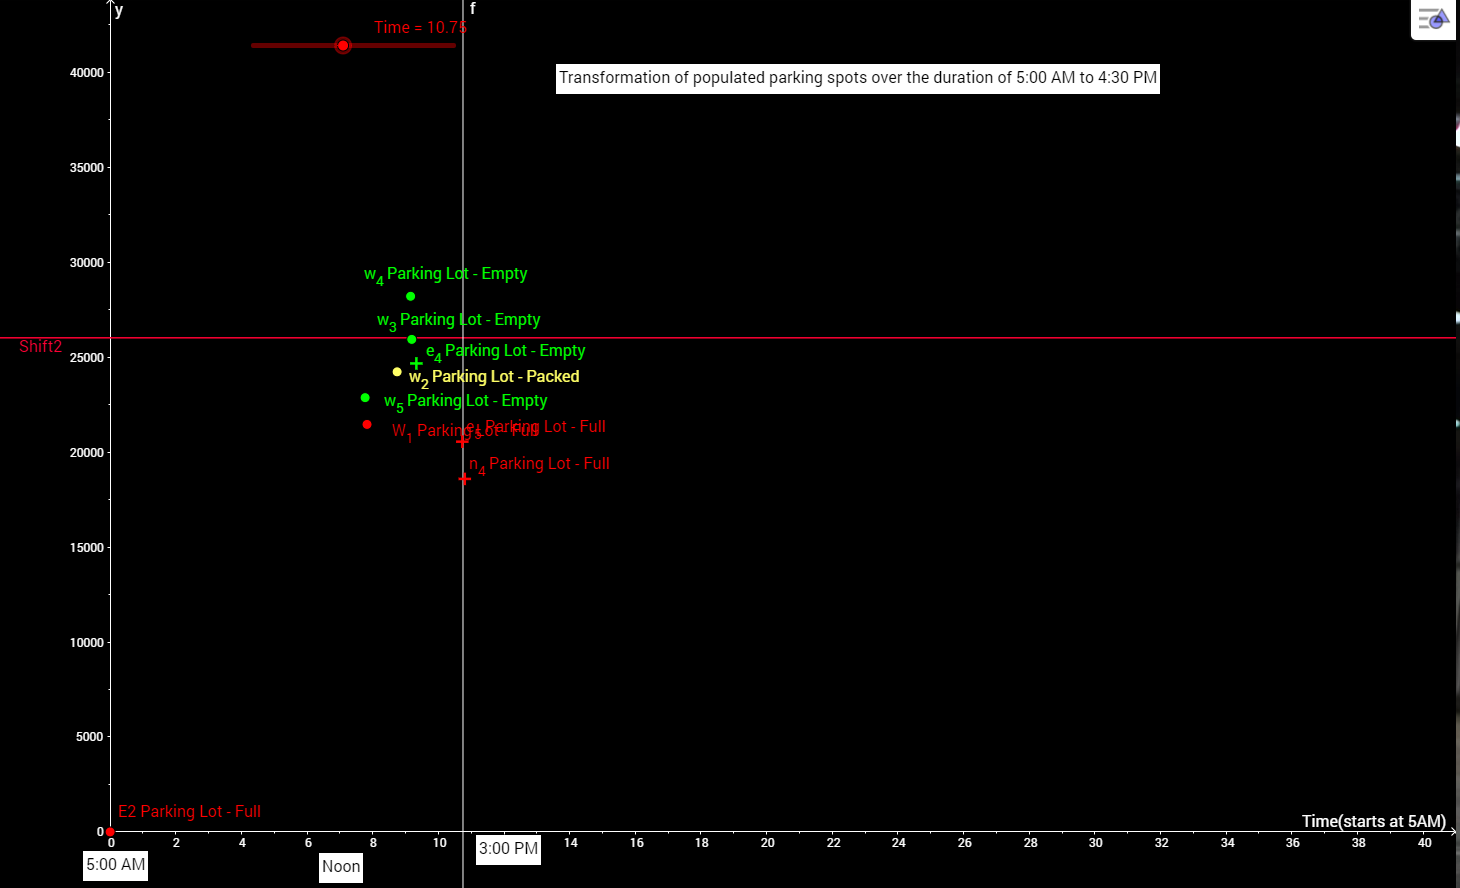 y
f
Time = 10.75
40000
Transformation of populated parking spots over the duration of 5:00 AM to 4:30 PM
35000
30000
w4 Parking Lot - Empty
w3 Parking Lot - Empty
Shift2
25000
e4 Parking Lot - Empty
w2 Parking Lot - Packed
w5 Parking Lot - Empty
W1 Parking Lot - Full
Parking Lot - Full
20000
n4 Parking Lot - Full
15000
10000
5000
E2 Parking Lot - Full
Time(starts at 5AM)
0
0 2 4 6 8 10 14 16 18 20 22 24 26 28 30 32 34 36 38 40
5:00 AM
Noon
3:00 PM